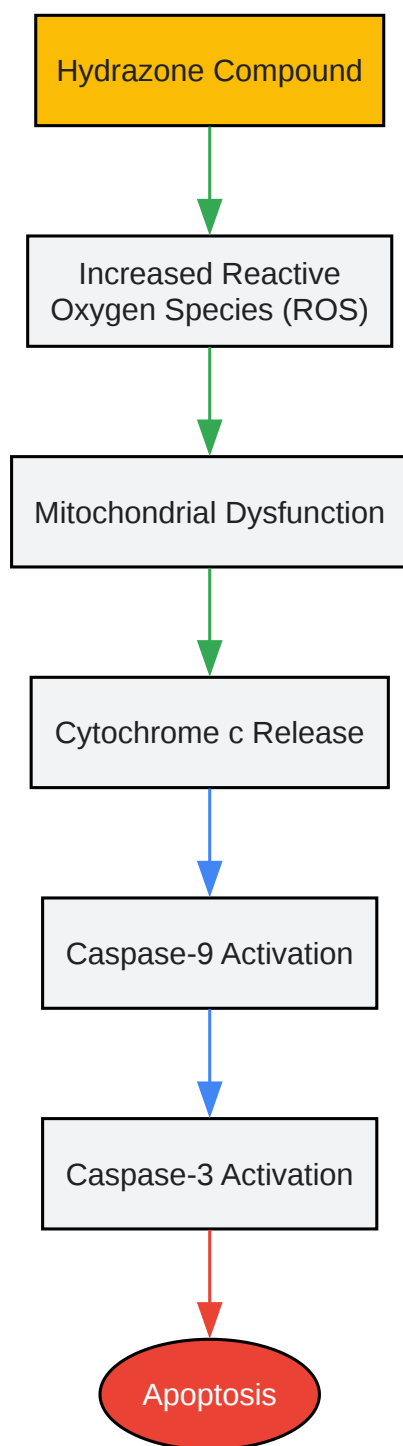 Hydrazone Compound
Increased Reactive
Oxygen Species (ROS)
Mitochondrial Dysfunction
Cytochrome c Release
Caspase-9 Activation
Caspase-3 Activation
Apoptosis